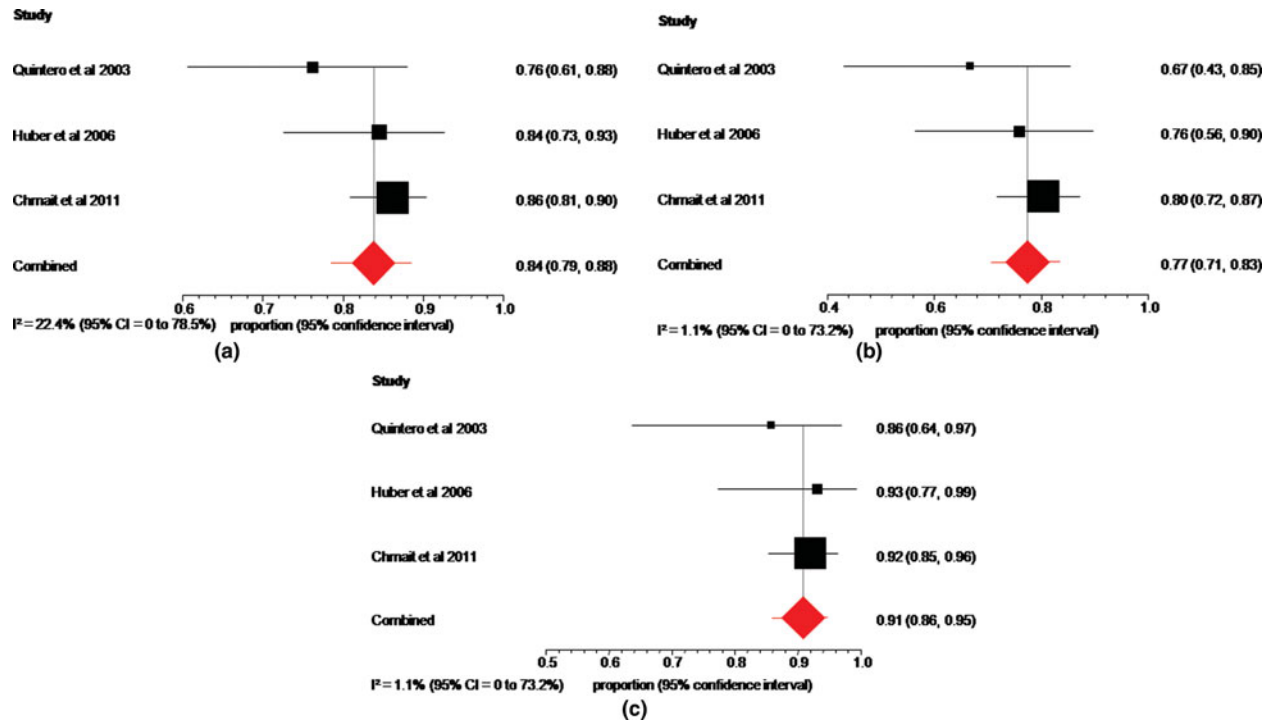 Study
Quintero et al 2003 0.76 (0.61, 0.88)
Huber et al 2006 0.84 (0.73, 0.93)
Chmait et al 2011 0.86 (0.81, 0.90)
Combined 0.84 (0.79, 0.88)
0.6 0.7 0.8 0.9 1.0
I² = 22.4% (95% CI = 0 to 78.5%) proportion (95% confidence interval)
(a)
Study
Quintero et al 2003 0.67 (0.43, 0.85)
Huber et al 2006 0.76 (0.56, 0.90)
Chmait et al 2011 0.80 (0.72, 0.87)
Combined 0.77 (0.71, 0.83)
0.4 0.6 0.8 1.0
I² = 1.1% (95% CI = 0 to 73.2%) proportion (95% confidence interval)
(b)
Study
Quintero et al 2003 0.86 (0.64, 0.97)
Huber et al 2006 0.93 (0.77, 0.99)
Chmait et al 2011 0.92 (0.85, 0.96)
Combined 0.91 (0.86, 0.95)
0.5 0.6 0.7 0.8 0.9 1.0
I² = 1.1% (95% CI = 0 to 73.2%) proportion (95% confidence interval)
(c)